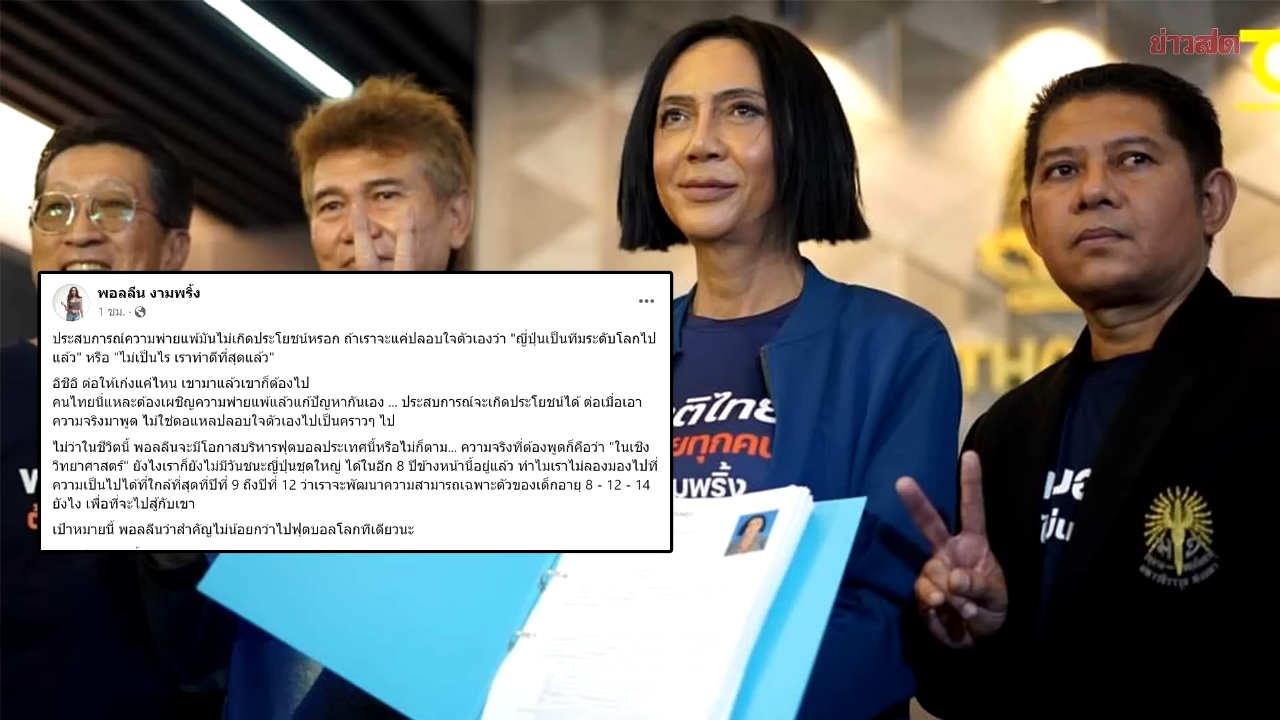 ข่าวสด
พอลลีน งามพริ้ง
1 ชม.
ประสบการณ์ความพ่ายแพ้มันไม่เกิดประโยชน์หรอก ถ้าเราจะแค่ปลอบใจตัวเองว่า "ญี่ปุ่นเป็นทีมระดับโลกไป
แล้ว" หรือ "ไม่เป็นไร เราทำดีที่สุดแล้ว"
อิชิอิ ต่อให้เก่งแค่ไหน เขามาแล้วเขาก็ต้องไป
คนไทยนี่แหละต้องเผชิญความพ่ายแพ้แล้วแก้ปัญหากันเอง ... ประสบการณ์จะเกิดประโยชน์ได้ ต่อเมื่อเอา
ความจริงมาพูด ไม่ใช่ตอแหลปลอบใจตัวเองไปเป็นคราวๆ ไป
ไม่ว่าในชีวิตนี้ พอลลีนจะมีโอกาสบริหารฟุตบอลประเทศนี้หรือไม่ก็ตาม... ความจริงที่ต้องพูดก็คือว่า "ในเชิง
วิทยาศาสตร์" ยังไงเราก็ยังไม่มีวันชนะญี่ปุ่นชุดใหญ่ ได้ในอีก 8 ปีข้างหน้านี้อยู่แล้ว ทำไมเราไม่ลองมองไปที่
ความเป็นไปได้ที่ใกล้ที่สุดที่ปีที่ 9 ถึงปีที่ 12 ว่าเราจะพัฒนาความสามารถเฉพาะตัวของเด็กอายุ 8 - 12 - 14
ยังไง เพื่อที่จะไปสู้กับเขา
เป้าหมายนี้ พอลลีนว่าสำคัญไม่น้อยกว่าไปฟุตบอลโลกทีเดียวนะ